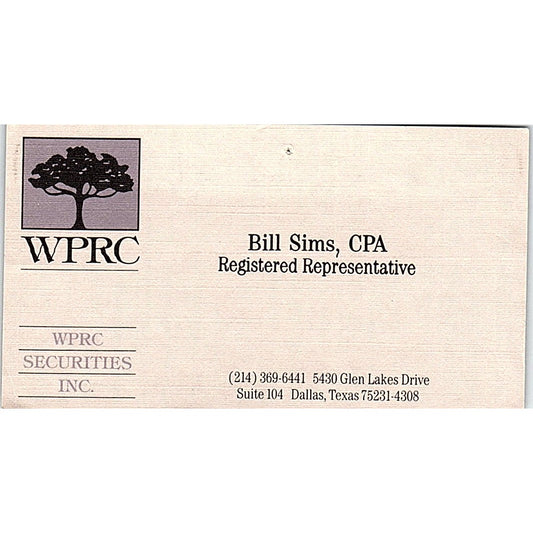 WPRC
WPRC
SECURITIES
INC.
Bill Sims, CPA
Registered Representative
(214) 369-6441 5430 Glen Lakes Drive
Suite 104 Dallas, Texas 75231-4308